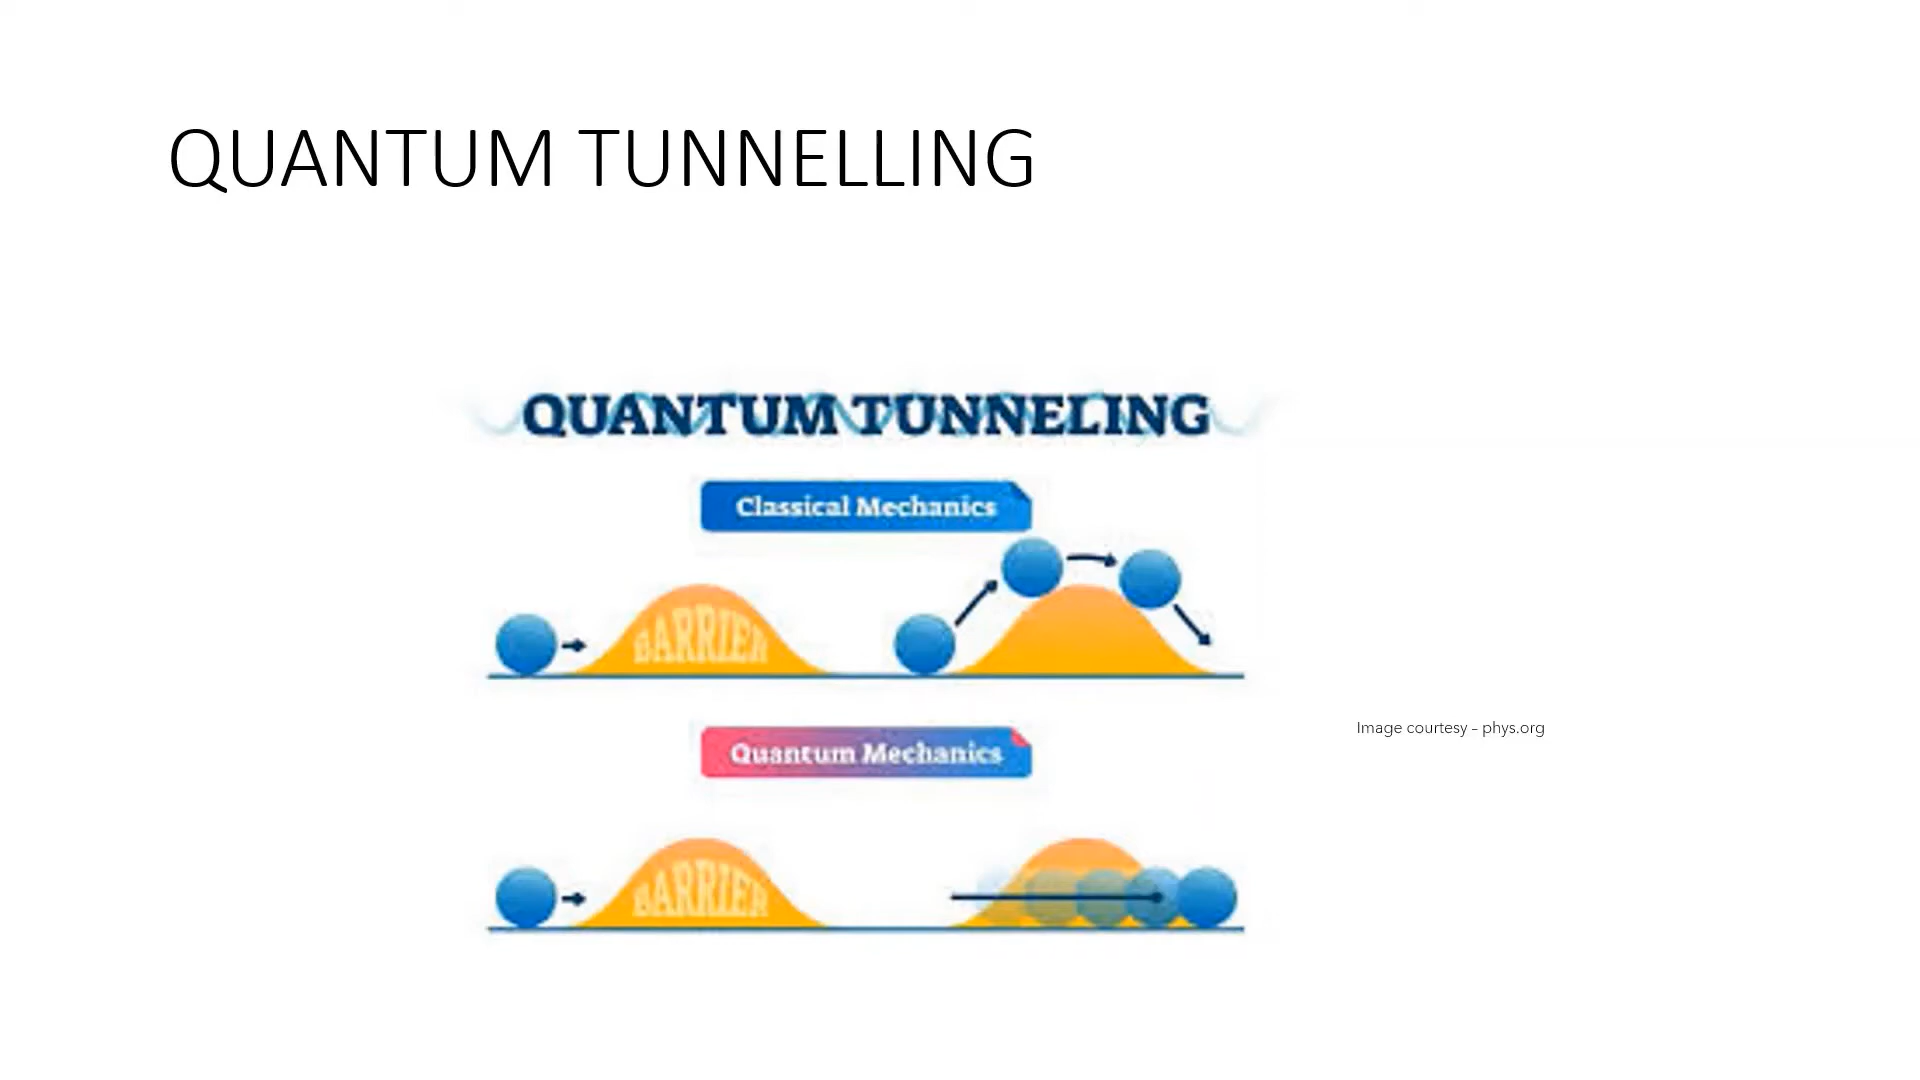 QUANTUM TUNNELLING
QUANTUM TUNNELING
Classical Mechanics
BARRIER
Image courtesy - phys.org
Quantum Mechanics
BARRIER